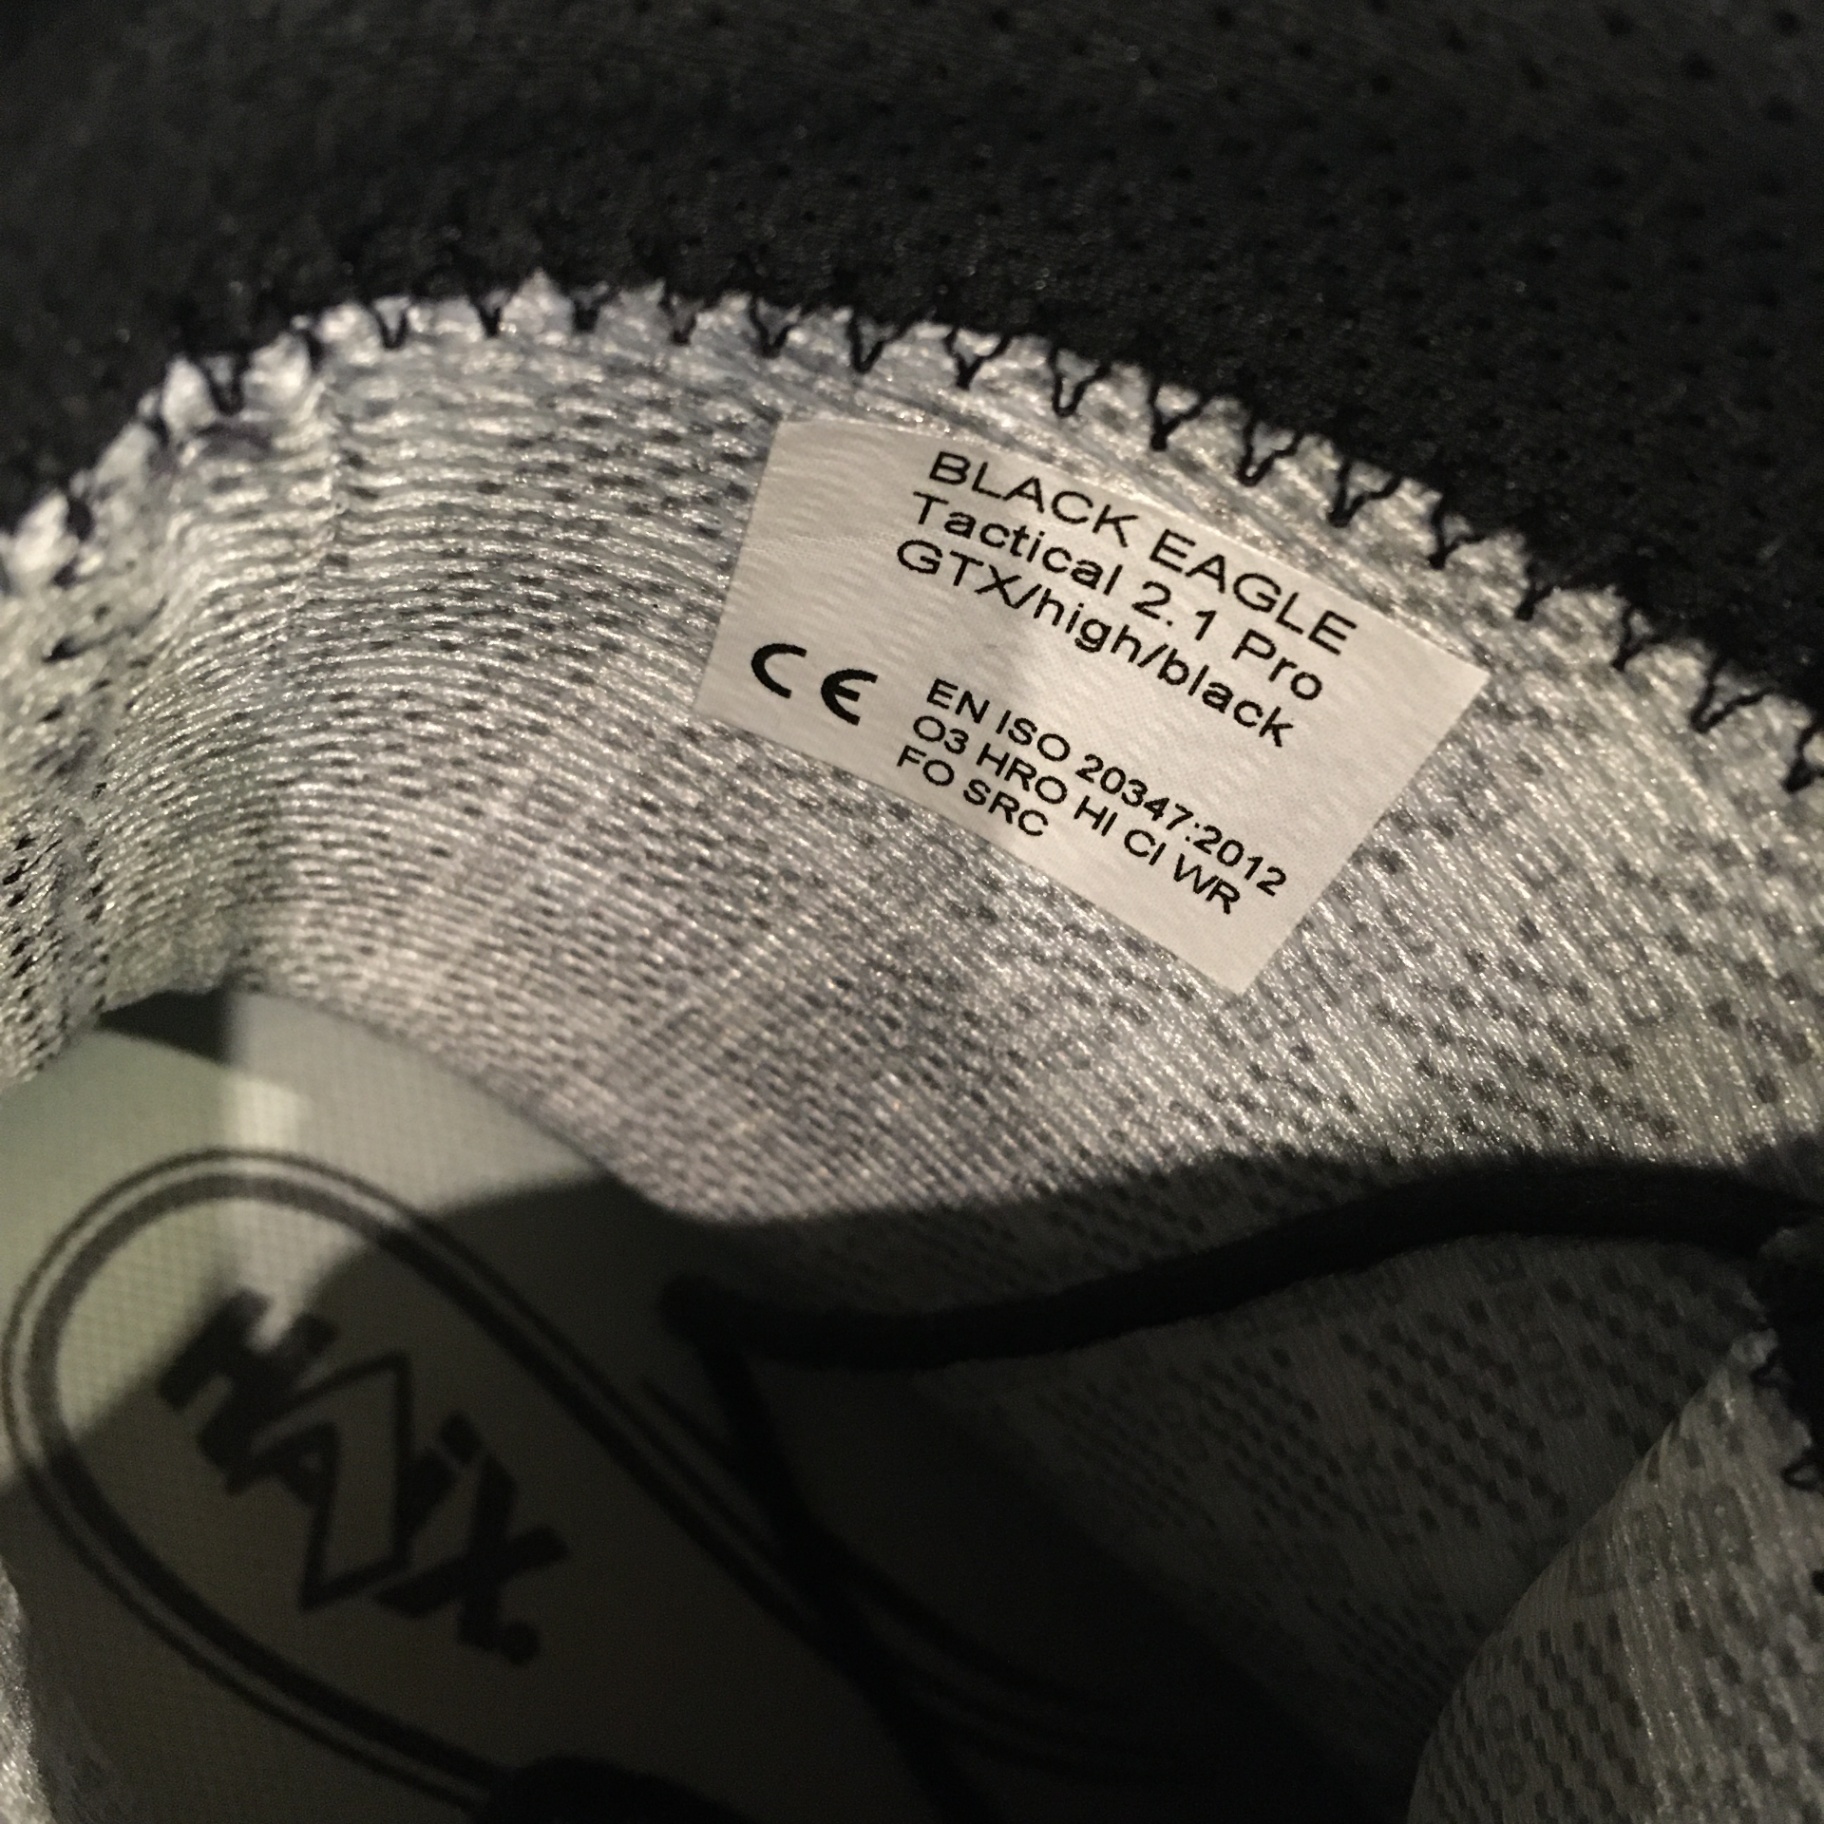 BLACK EAGLE
Tactical 2.1 Pro
GTX/high/black
CE
EN ISO 20347:2012
O3 HRO HI CI WR
FO SRC
HAIX.